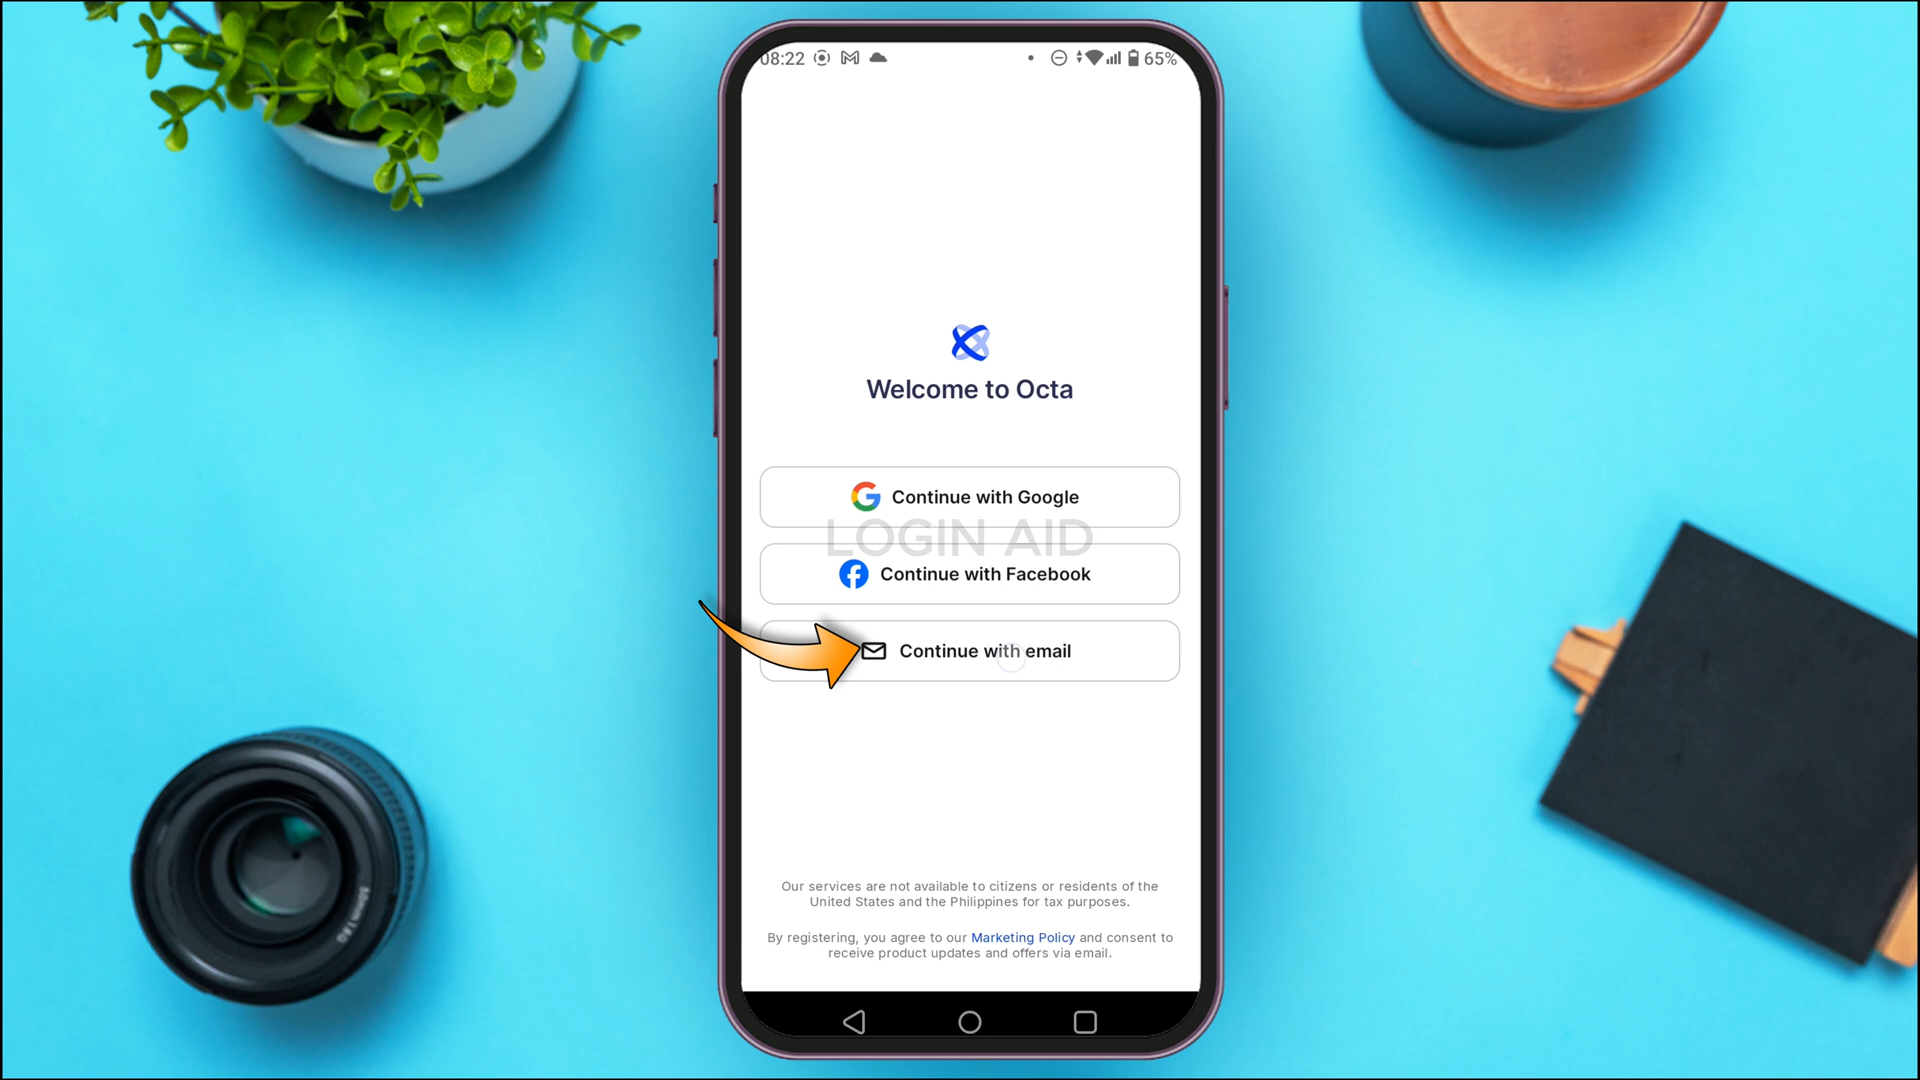 08:22
65%
Welcome to Octa
Continue with Google
LOGIN AID
Continue with Facebook
Continue with email
Our services are not available to citizens or residents of the
United States and the Philippines for tax purposes.
By registering, you agree to our Marketing Policy and consent to
receive product updates and offers via email.